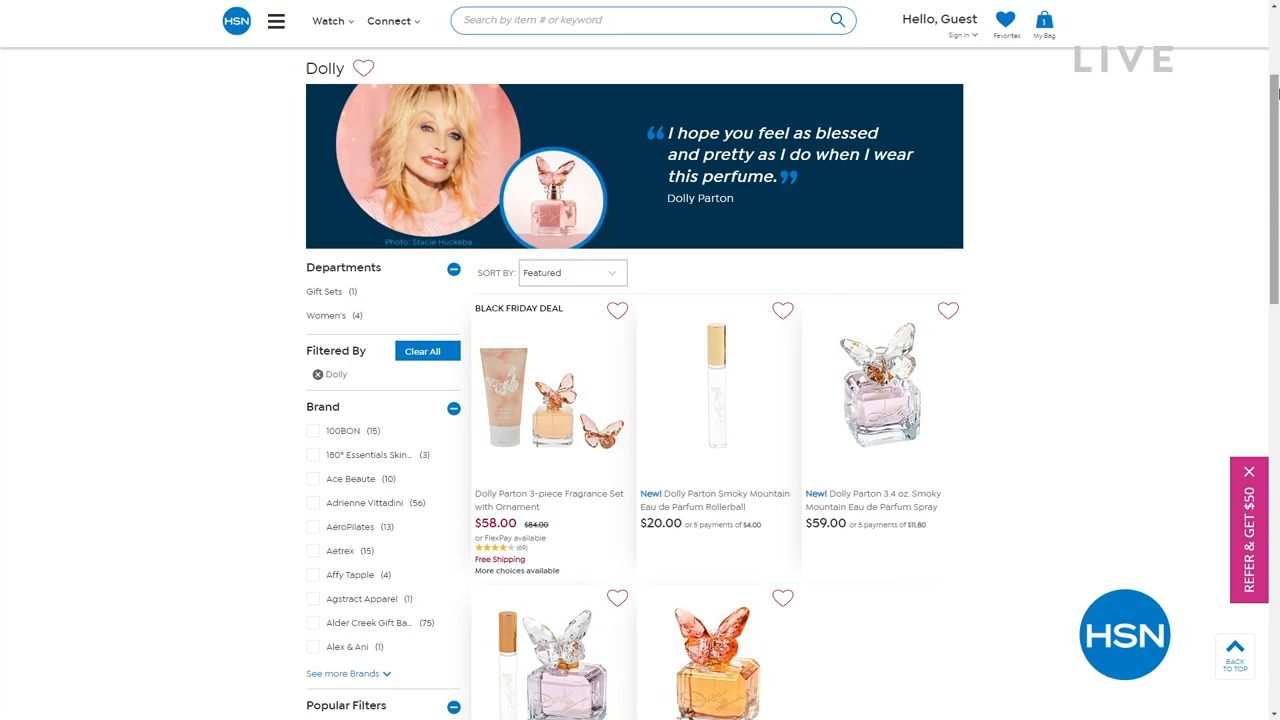 HSN
Watch
Connect
Search by item # or keyword
Hello, Guest
Sign In
Favorites
1
My Bag
LIVE
Dolly
“ I hope you feel as blessed
and pretty as I do when I wear
this perfume. ”
Dolly Parton
Photo: Stacie Huckeba
Departments
Gift Sets (1)
Women's (4)
Filtered By
Clear All
Dolly
Brand
100BON (15)
180° Essentials Skin... (3)
Ace Beaute (10)
Adrienne Vittadini (56)
AeroPilates (13)
Aetrex (15)
Affy Tapple (4)
Agstract Apparel (1)
Alder Creek Gift Ba... (75)
Alex & Ani (1)
See more Brands
Popular Filters
SORT BY: Featured
BLACK FRIDAY DEAL
Dolly Parton 3-piece Fragrance Set
with Ornament
$58.00 $84.00
or FlexPay available
(69)
Free Shipping
More choices available
New! Dolly Parton Smoky Mountain
Eau de Parfum Rollerball
$20.00 or 5 payments of $4.00
New! Dolly Parton 3.4 oz. Smoky
Mountain Eau de Parfum Spray
$59.00 or 5 payments of $11.80
REFER & GET $50
HSN
BACK
TO TOP